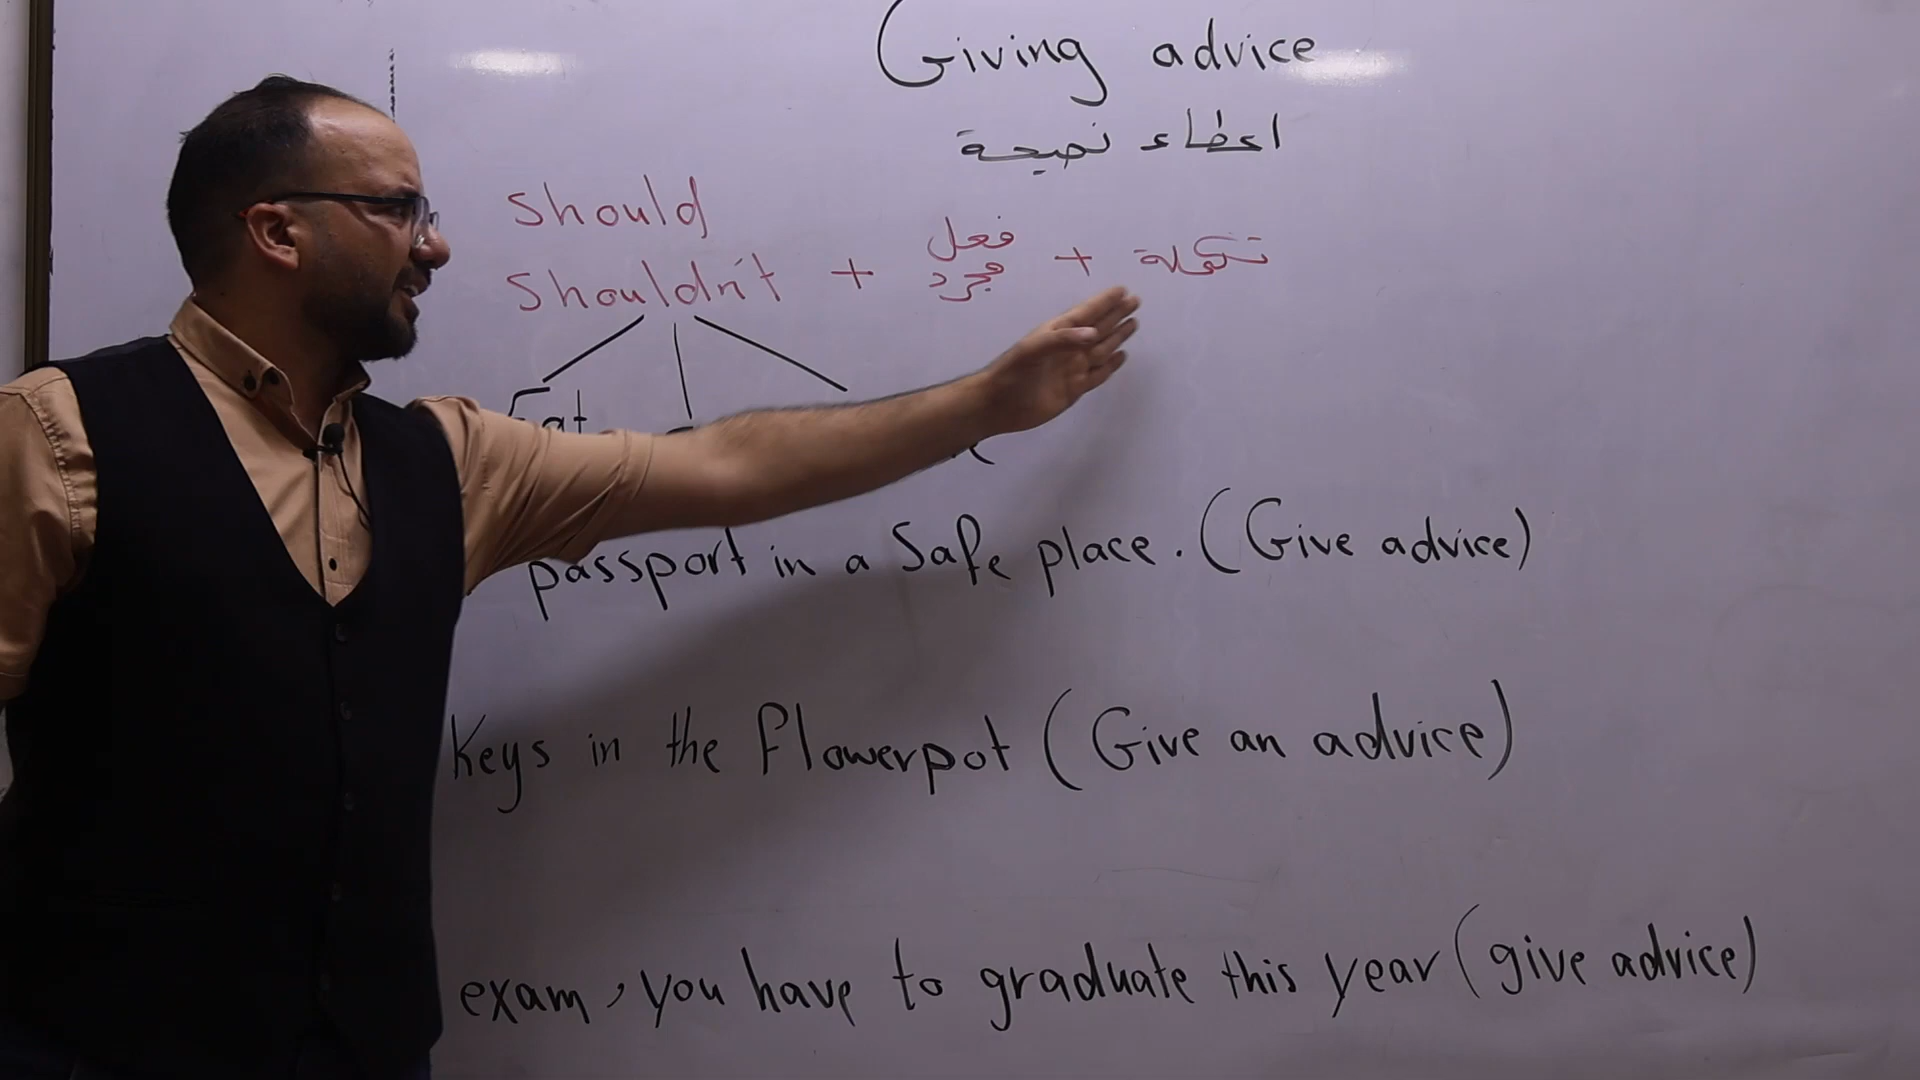 Giving advice
اعطاء نصيحة
should
shouldn't + فعل مجرد + تكملة
passport in a safe place. (Give advice)
Keys in the flowerpot (Give an advice)
exam, you have to graduate this year (give advice)